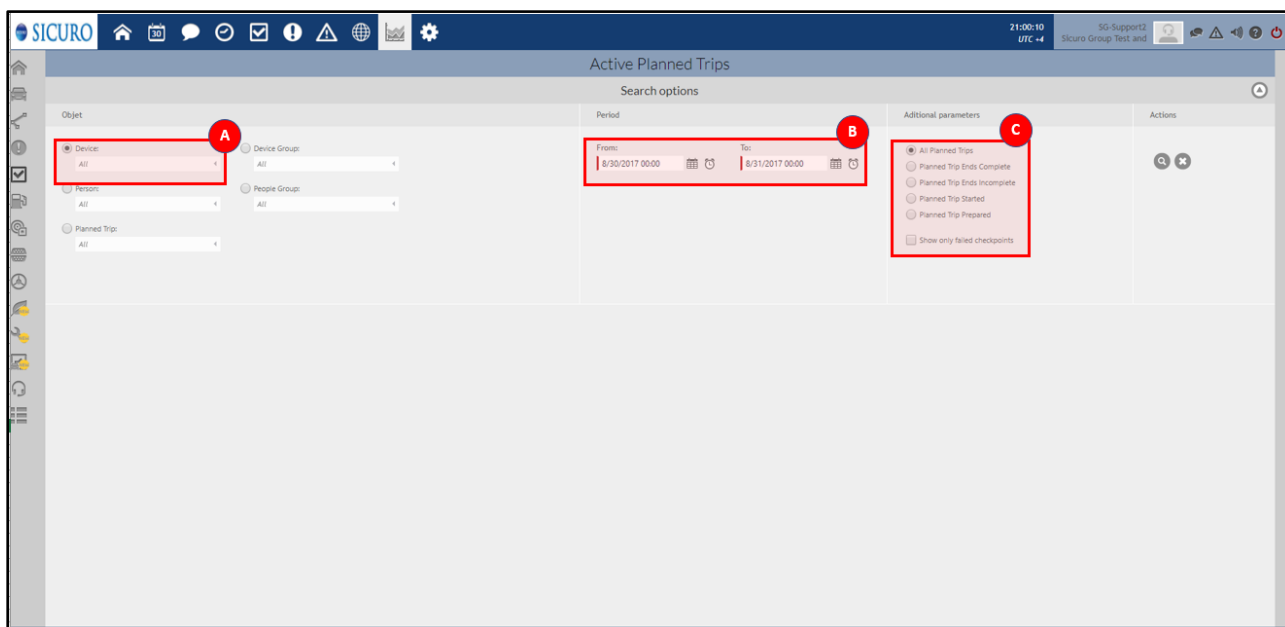 SICURO
30
21:00:10
UTC +4
SG-Support2
Sicuro Group Test and
Active Planned Trips
Search options
Objet
Period
Aditional parameters
Actions
A
B
C
Device:
All
Device Group:
All
Person:
All
People Group:
All
Planned Trip:
All
From:
8/30/2017 00:00
To:
8/31/2017 00:00
All Planned Trips
Planned Trip Ends Complete
Planned Trip Ends Incomplete
Planned Trip Started
Planned Trip Prepared
Show only failed checkpoints